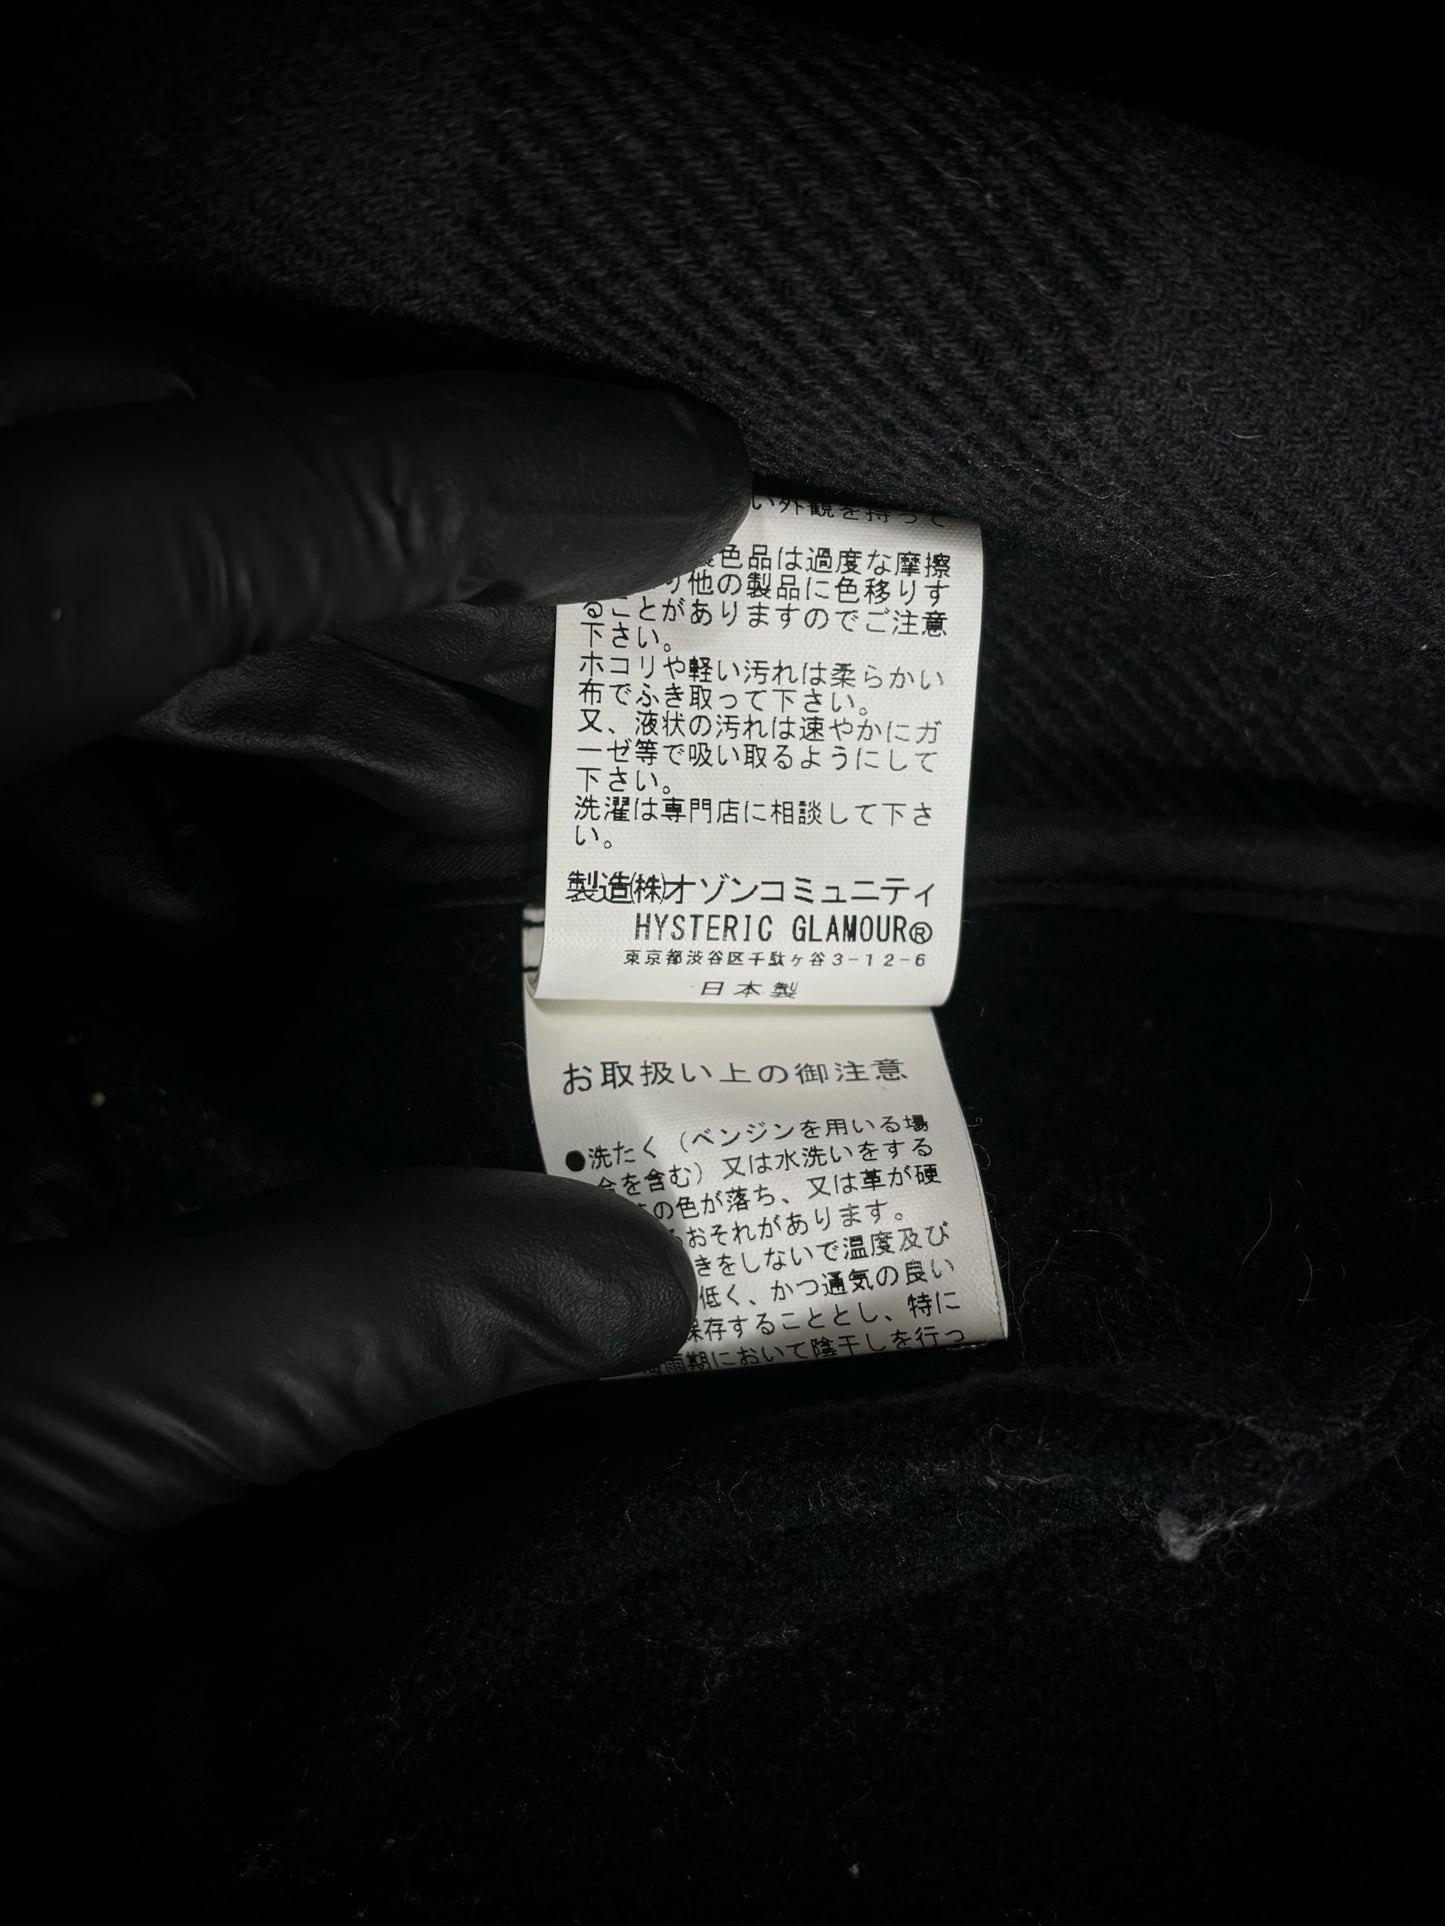 い外観を持って
色品は過度な摩擦
り他の製品に色移りす
ることがありますのでご注意
下さい。
ホコリや軽い汚れは柔らかい
布でふき取って下さい。
又、液状の汚れは速やかにガ
ーゼ等で吸い取るようにして
下さい。
洗濯は専門店に相談して下さ
い。
製造㈱オゾンコミュニティ
HYSTERIC GLAMOUR®
東京都渋谷区千駄ヶ谷3-12-6
日本製
お取扱い上の御注意
●洗たく（ベンジンを用いる場
合を含む）又は水洗いをする
の色が落ち、又は革が硬
るおそれがあります。
きをしないで温度及び
低く、かつ通気の良い
保存することとし、特に
梅雨期において陰干しを行っ